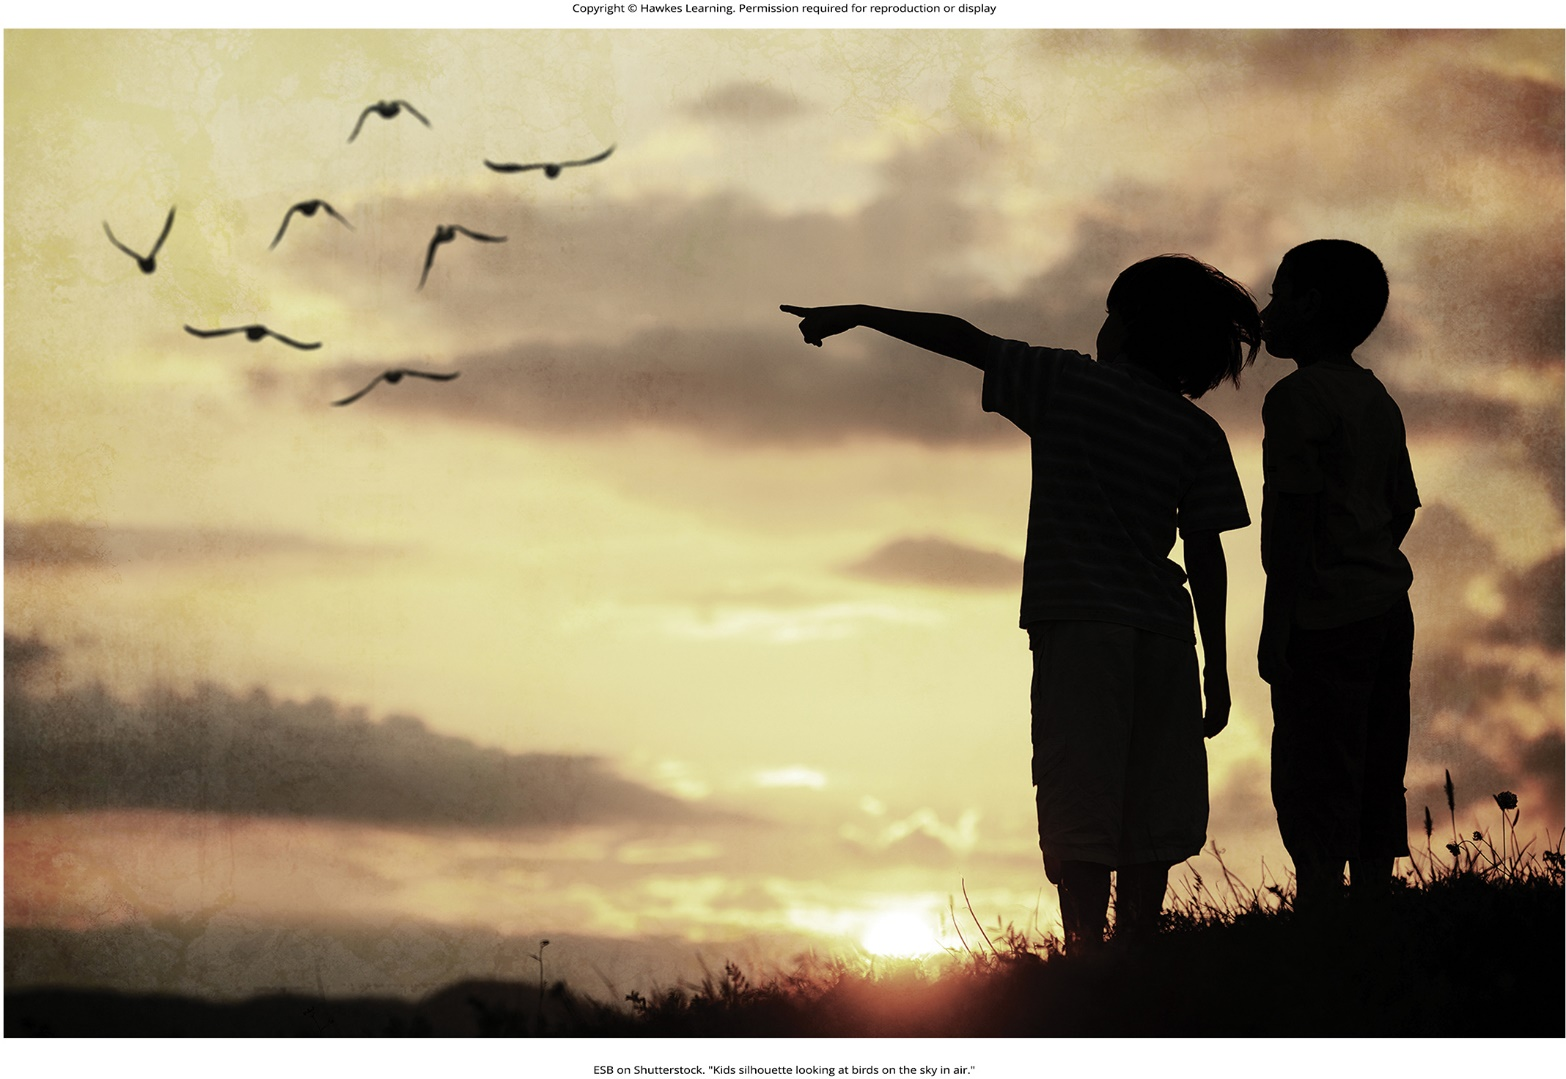 Copyright © Hawkes Learning. Permission required for reproduction or display
ESB on Shutterstock. "Kids silhouette looking at birds on the sky in air."